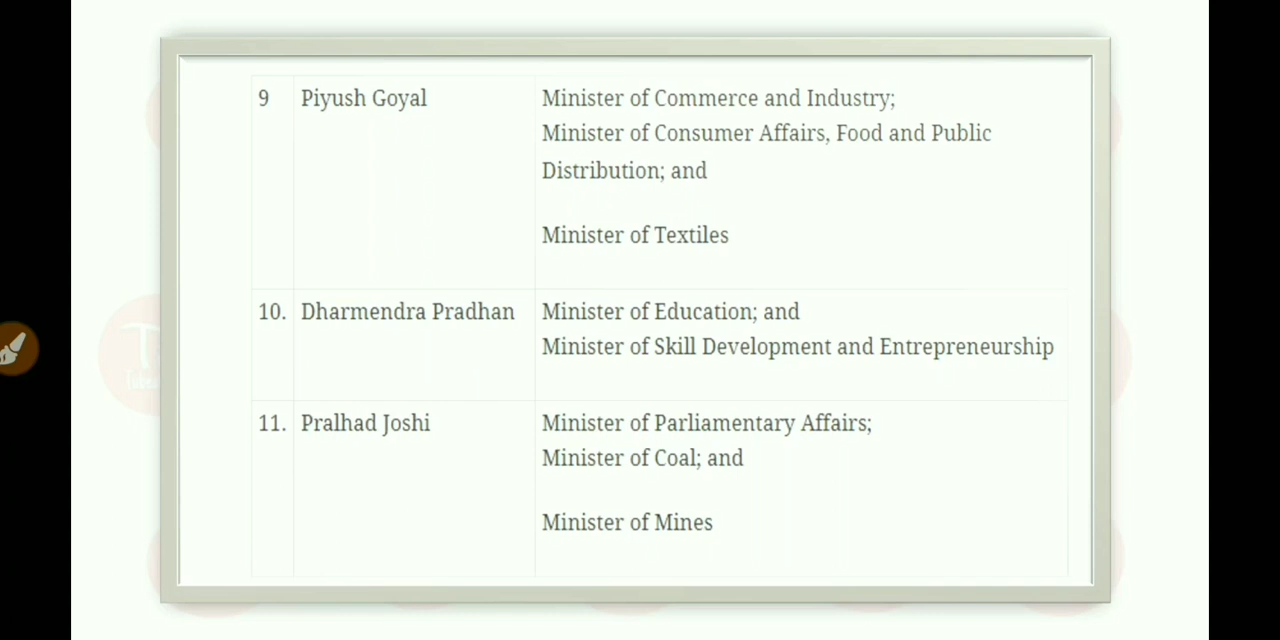 9 Piyush Goyal Minister of Commerce and Industry;
Minister of Consumer Affairs, Food and Public
Distribution; and
Minister of Textiles
10. Dharmendra Pradhan Minister of Education; and
Minister of Skill Development and Entrepreneurship
11. Pralhad Joshi Minister of Parliamentary Affairs;
Minister of Coal; and
Minister of Mines